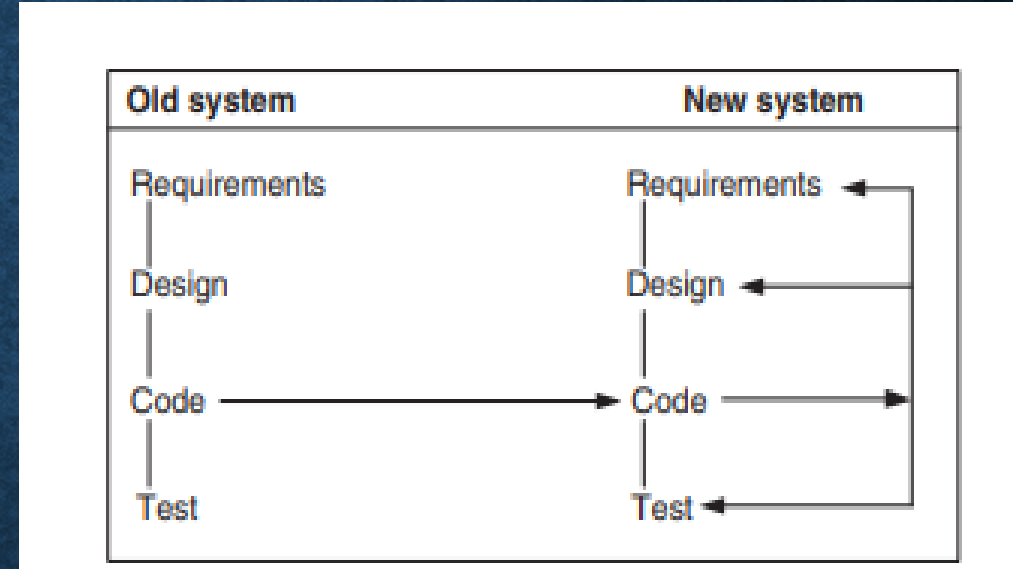 Old system New system
Requirements Requirements
Design Design
Code Code
Test Test